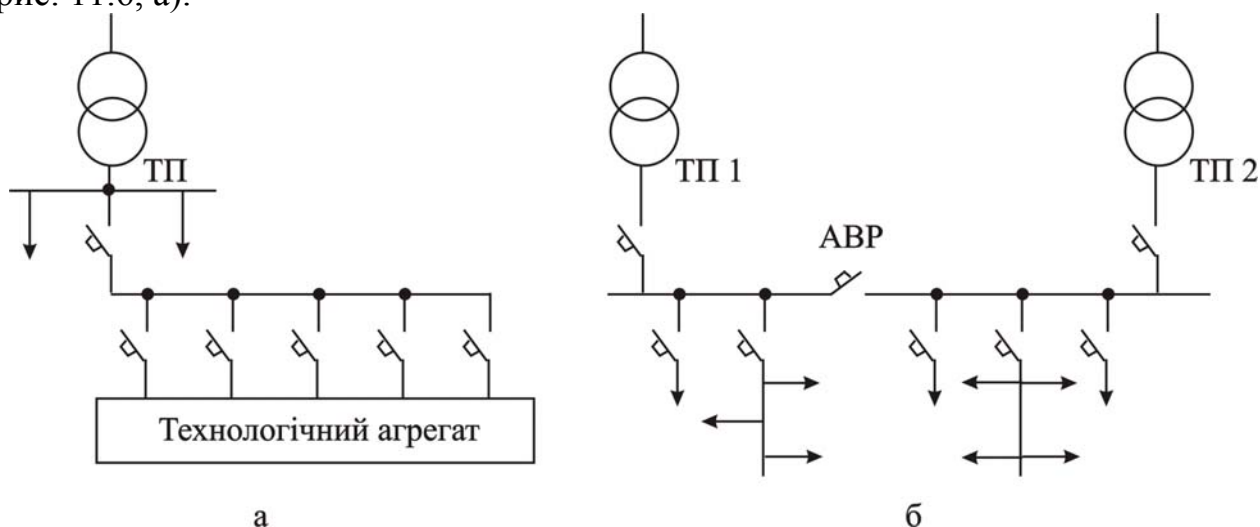 рис. 11.6, а).
ТП
ТП 1
ТП 2
АВР
Технологічний агрегат
а
б